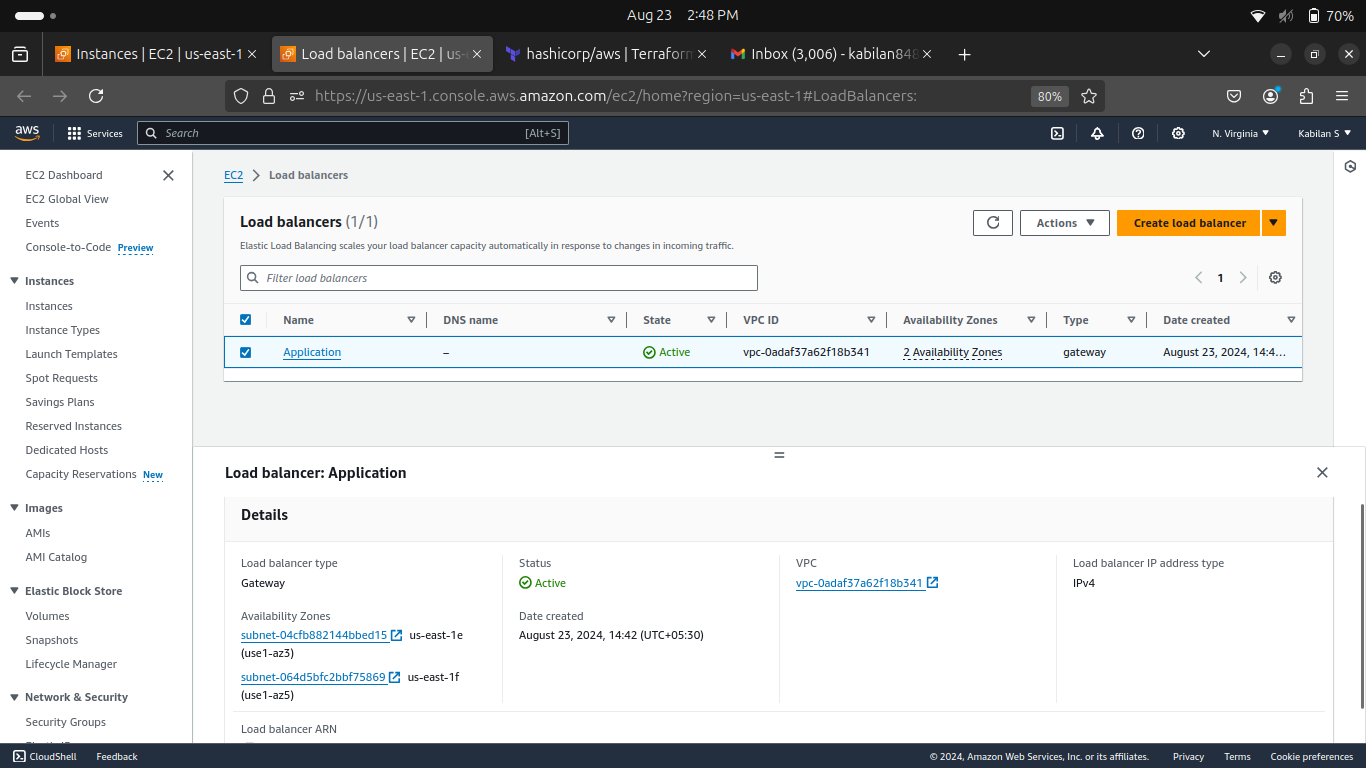 Aug 23 2:48 PM
70%
Instances | EC2 | us-east-1
Load balancers | EC2 | us-
hashicorp/aws | Terraform
Inbox (3,006) - kabilan848
https://us-east-1.console.aws.amazon.com/ec2/home?region=us-east-1#LoadBalancers:
80%
aws
Services
Search
[Alt+S]
N. Virginia
Kabilan S
EC2 Dashboard
EC2 Global View
Events
Console-to-Code Preview
Instances
Instances
Instance Types
Launch Templates
Spot Requests
Savings Plans
Reserved Instances
Dedicated Hosts
Capacity Reservations New
Images
AMIs
AMI Catalog
Elastic Block Store
Volumes
Snapshots
Lifecycle Manager
Network & Security
Security Groups
EC2 > Load balancers
Load balancers (1/1)
Actions
Create load balancer
Elastic Load Balancing scales your load balancer capacity automatically in response to changes in incoming traffic.
Filter load balancers
1
Name DNS name State VPC ID Availability Zones Type Date created
Application – Active vpc-0adaf37a62f18b341 2 Availability Zones gateway August 23, 2024, 14:4...
Load balancer: Application
Details
Load balancer type
Gateway
Status
Active
VPC
vpc-0adaf37a62f18b341
Load balancer IP address type
IPv4
Availability Zones
subnet-04cfb882144bbed15 us-east-1e
(use1-az3)
subnet-064d5bfc2bbf75869 us-east-1f
(use1-az5)
Date created
August 23, 2024, 14:42 (UTC+05:30)
Load balancer ARN
CloudShell
Feedback
© 2024, Amazon Web Services, Inc. or its affiliates.
Privacy
Terms
Cookie preferences